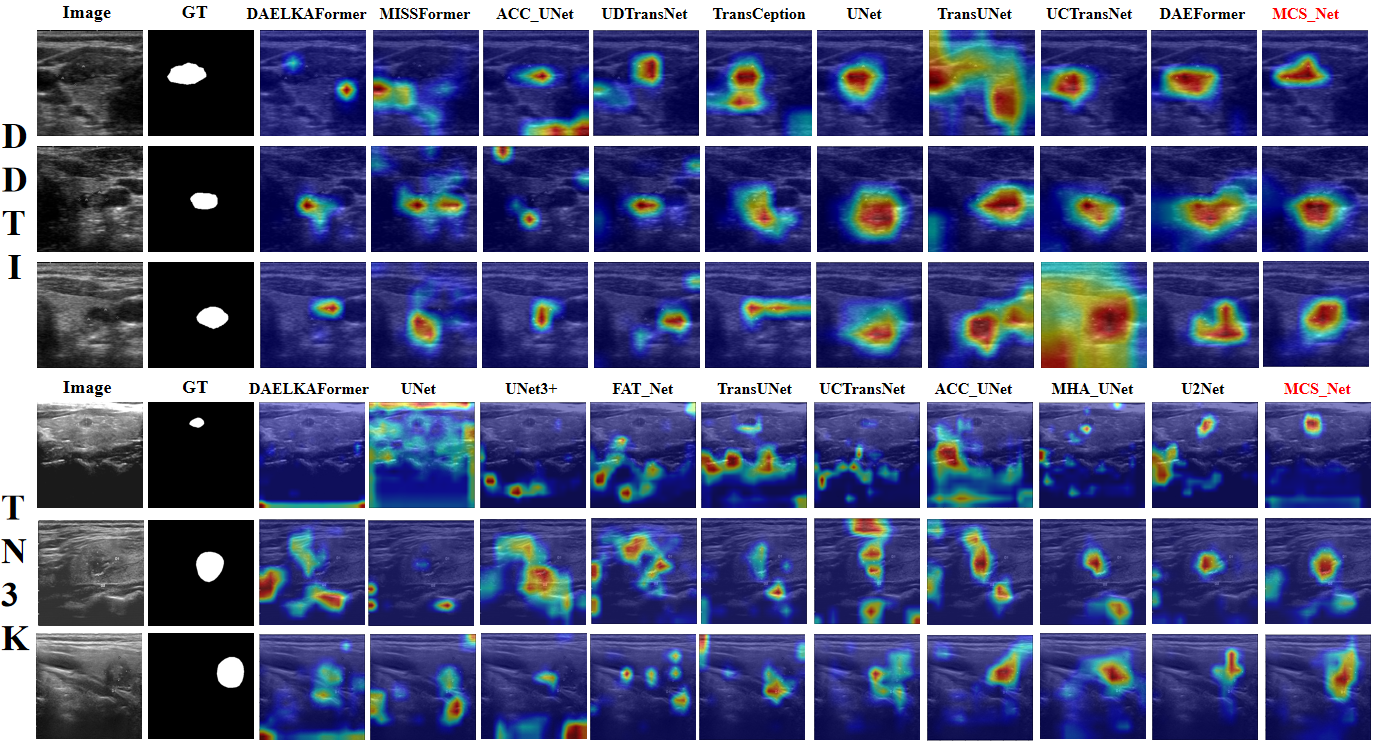 Image GT DAELKAFormer MISSFormer ACC_UNet UDTransNet TransCeption UNet TransUNet UCTransNet DAEFormer MCS_Net
D
D
T
I
Image GT DAELKAFormer UNet UNet3+ FAT_Net TransUNet UCTransNet ACC_UNet MHA_UNet U2Net MCS_Net
T
N
3
K